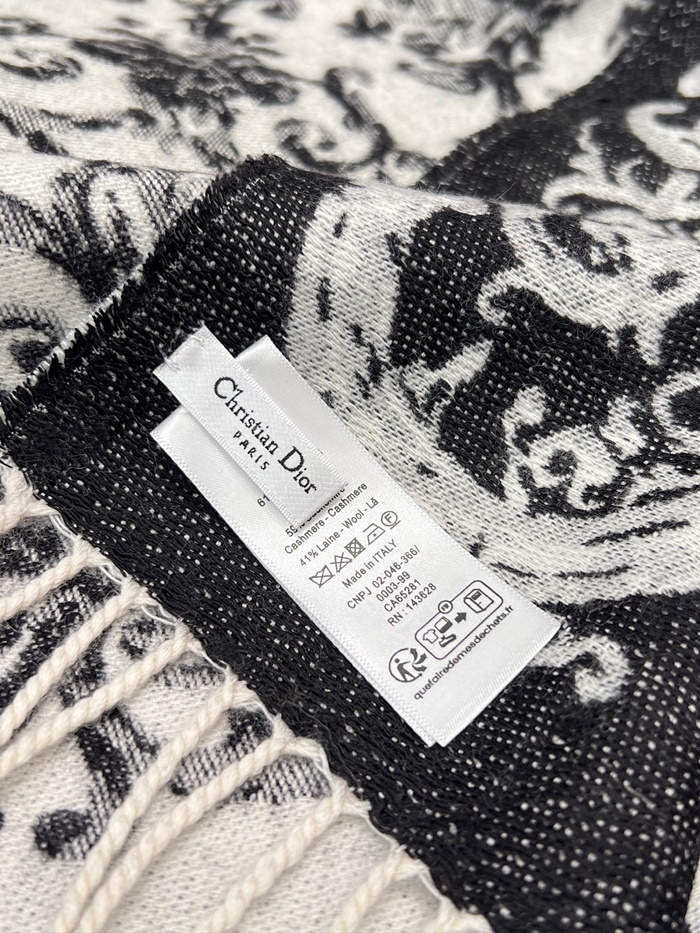 Christian Dior
PARIS
Cashmere - Cashmere
41% Laine - Wool - Lã
Made in ITALY
CNPJ 02-046-366/
0003-99
CA65281
RN : 143628
FR
quefairedemesdechets.fr